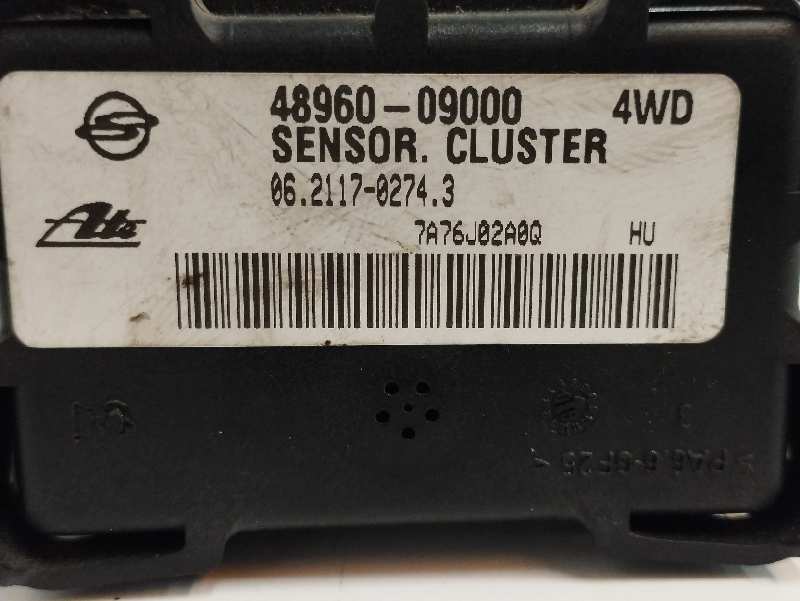 48960-09000 4WD
SENSOR. CLUSTER
06.2117-0274.3
Ate
7A76J02A0Q HU